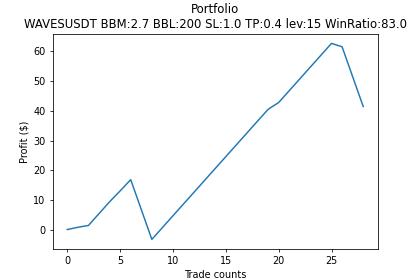 Portfolio
WAVESUSDT BBM:2.7 BBL:200 SL:1.0 TP:0.4 lev:15 WinRatio:83.0
60
50
40
30
20
10
0
Profit ($)
0 5 10 15 20 25
Trade counts